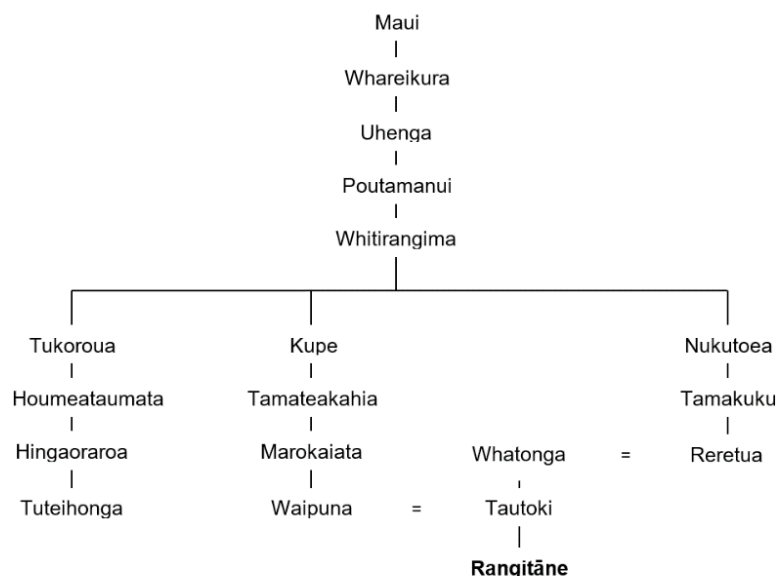 Maui
Whareikura
Uhenga
Poutamanui
Whitirangima
Tukoroua Kupe Nukutoea
Houmeataumata Tamateakahia Tamakuku
Hingaoraroa Marokaiata Whatonga = Reretua
Tuteihonga Waipuna = Tautoki
Rangitāne